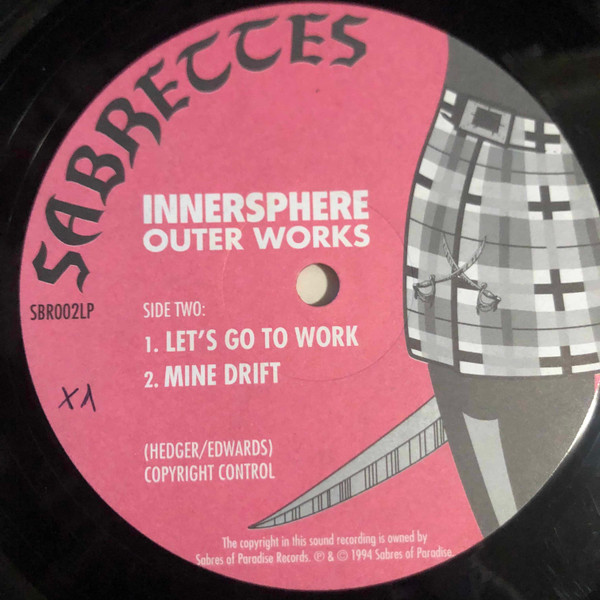 SABRETTES
INNERSPHERE
OUTER WORKS
SBR002LP
SIDE TWO:
1. LET'S GO TO WORK
2. MINE DRIFT
X1
(HEDGER/EDWARDS)
COPYRIGHT CONTROL
The copyright in this sound recording is owned by
Sabres of Paradise Records. ℗ & © 1994 Sabres of Paradise.